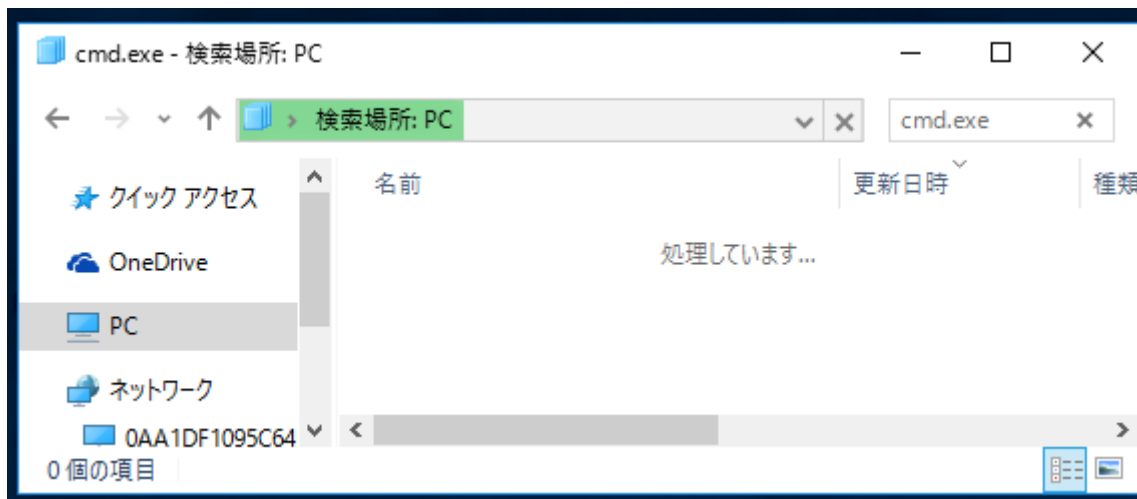 cmd.exe - 検索場所: PC
検索場所: PC
cmd.exe
クイック アクセス
OneDrive
PC
ネットワーク
0AA1DF1095C64
名前
更新日時
種類
処理しています...
0 個の項目